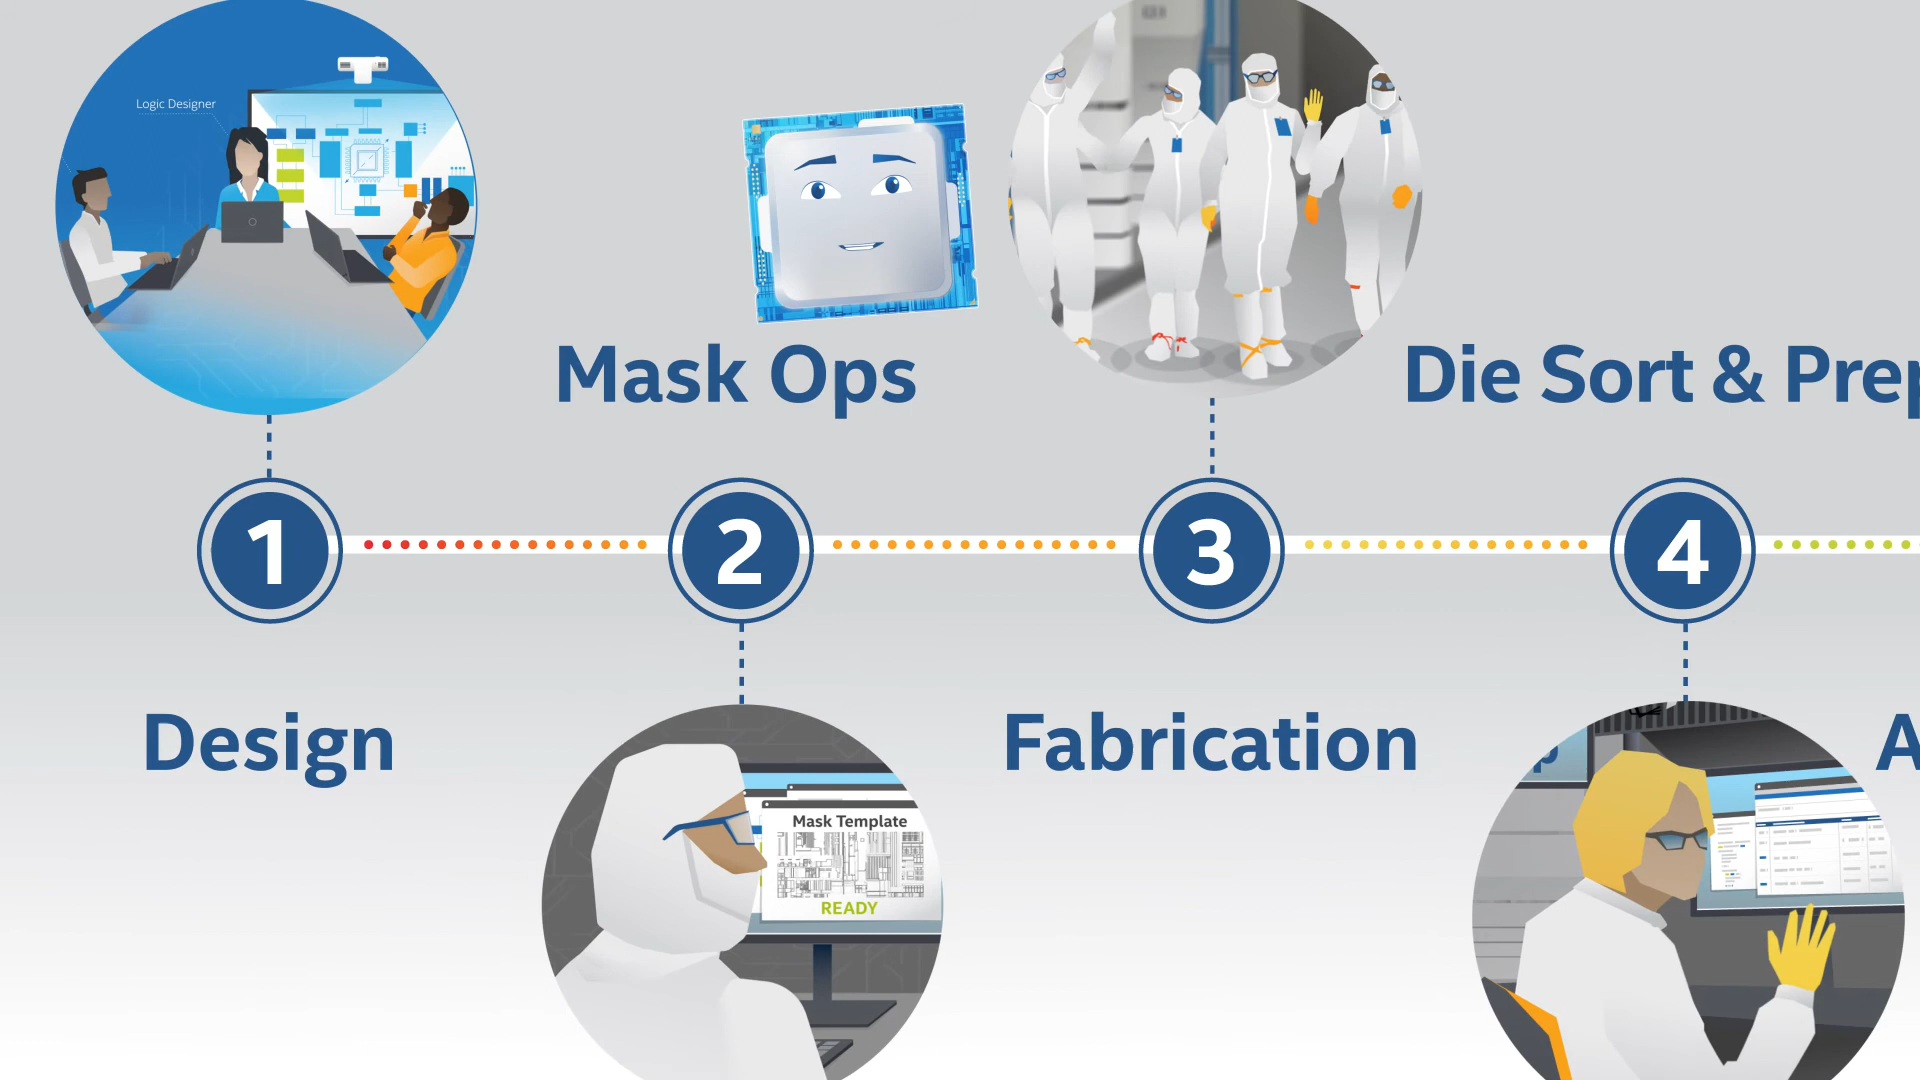 Logic Designer
Mask Ops
Die Sort & Prep
1
2
3
4
Design
Fabrication
A
Mask Template
READY
p